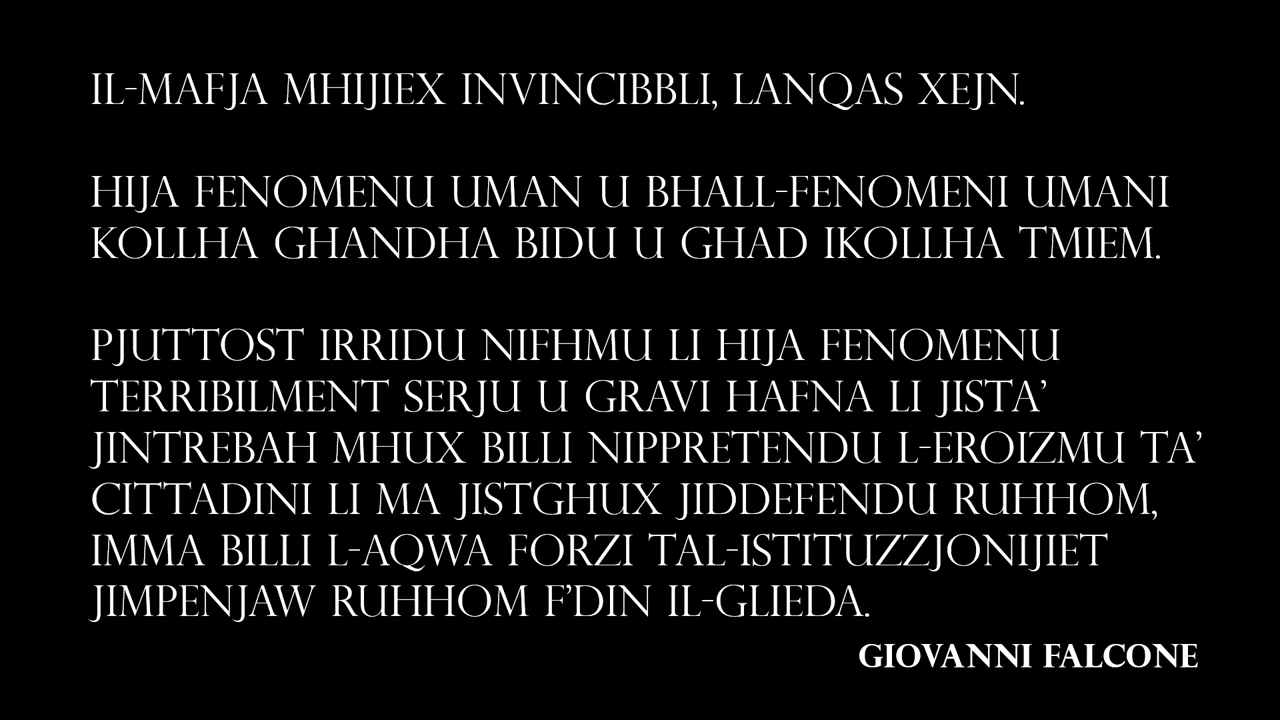 IL-MAFJA MHIJIEX INVINCIBBLI, LANQAS XEJN.
HIJA FENOMENU UMAN U BHALL-FENOMENI UMANI
KOLLHA GHANDHA BIDU U GHAD IKOLLHA TMIEM.
PJUTTOST IRRIDU NIFHMU LI HIJA FENOMENU
TERRIBILMENT SERJU U GRAVI HAFNA LI JISTA'
JINTREBAH MHUX BILLI NIPPRETENDU L-EROIZMU TA'
CITTADINI LI MA JISTGHUX JIDDEFENDU RUHHOM,
IMMA BILLI L-AQWA FORZI TAL-ISTITUZZJONIJIET
JIMPENJAW RUHHOM F'DIN IL-GLIEDA.
GIOVANNI FALCONE